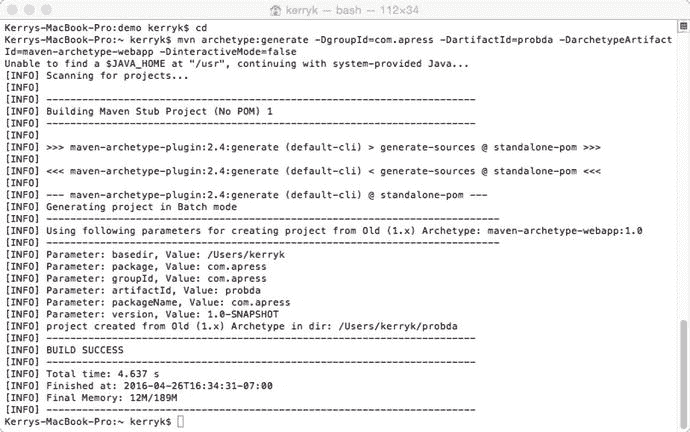 kerryk — bash — 112×34
Kerrys-MacBook-Pro:demo kerryk$ cd
Kerrys-MacBook-Pro:~ kerryk$ mvn archetype:generate -DgroupId=com.apress -DartifactId=probda -DarchetypeArtifact
Id=maven-archetype-webapp -DinteractiveMode=false
Unable to find a $JAVA_HOME at "/usr", continuing with system-provided Java...
[INFO] Scanning for projects...
[INFO]
[INFO] ------------------------------------------------------------------------
[INFO] Building Maven Stub Project (No POM) 1
[INFO] ------------------------------------------------------------------------
[INFO]
[INFO] >>> maven-archetype-plugin:2.4:generate (default-cli) > generate-sources @ standalone-pom >>>
[INFO]
[INFO] <<< maven-archetype-plugin:2.4:generate (default-cli) < generate-sources @ standalone-pom <<<
[INFO]
[INFO] --- maven-archetype-plugin:2.4:generate (default-cli) @ standalone-pom ---
[INFO] Generating project in Batch mode
[INFO] ----------------------------------------------------------------------------
[INFO] Using following parameters for creating project from Old (1.x) Archetype: maven-archetype-webapp:1.0
[INFO] ----------------------------------------------------------------------------
[INFO] Parameter: basedir, Value: /Users/kerryk
[INFO] Parameter: package, Value: com.apress
[INFO] Parameter: groupId, Value: com.apress
[INFO] Parameter: artifactId, Value: probda
[INFO] Parameter: packageName, Value: com.apress
[INFO] Parameter: version, Value: 1.0-SNAPSHOT
[INFO] project created from Old (1.x) Archetype in dir: /Users/kerryk/probda
[INFO] ------------------------------------------------------------------------
[INFO] BUILD SUCCESS
[INFO] ------------------------------------------------------------------------
[INFO] Total time: 4.637 s
[INFO] Finished at: 2016-04-26T16:34:31-07:00
[INFO] Final Memory: 12M/189M
[INFO] ------------------------------------------------------------------------
Kerrys-MacBook-Pro:~ kerryk$